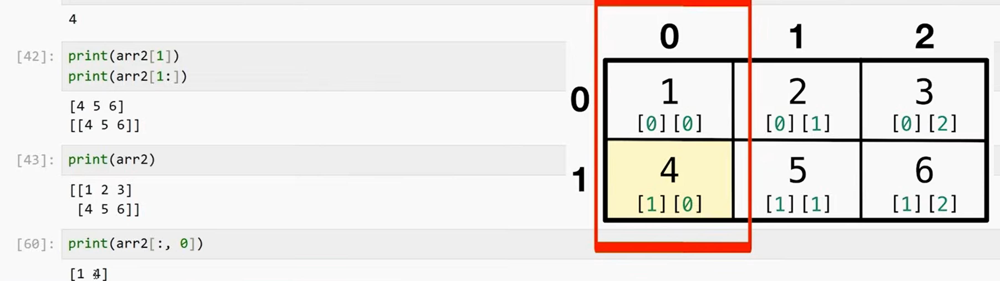 4
[42]: print(arr2[1])
print(arr2[1:])
[4 5 6]
[[4 5 6]]
[43]: print(arr2)
[[1 2 3]
[4 5 6]]
[60]: print(arr2[:, 0])
[1 4]
0 1 2
0
1 2 3
[0][0] [0][1] [0][2]
1
4 5 6
[1][0] [1][1] [1][2]